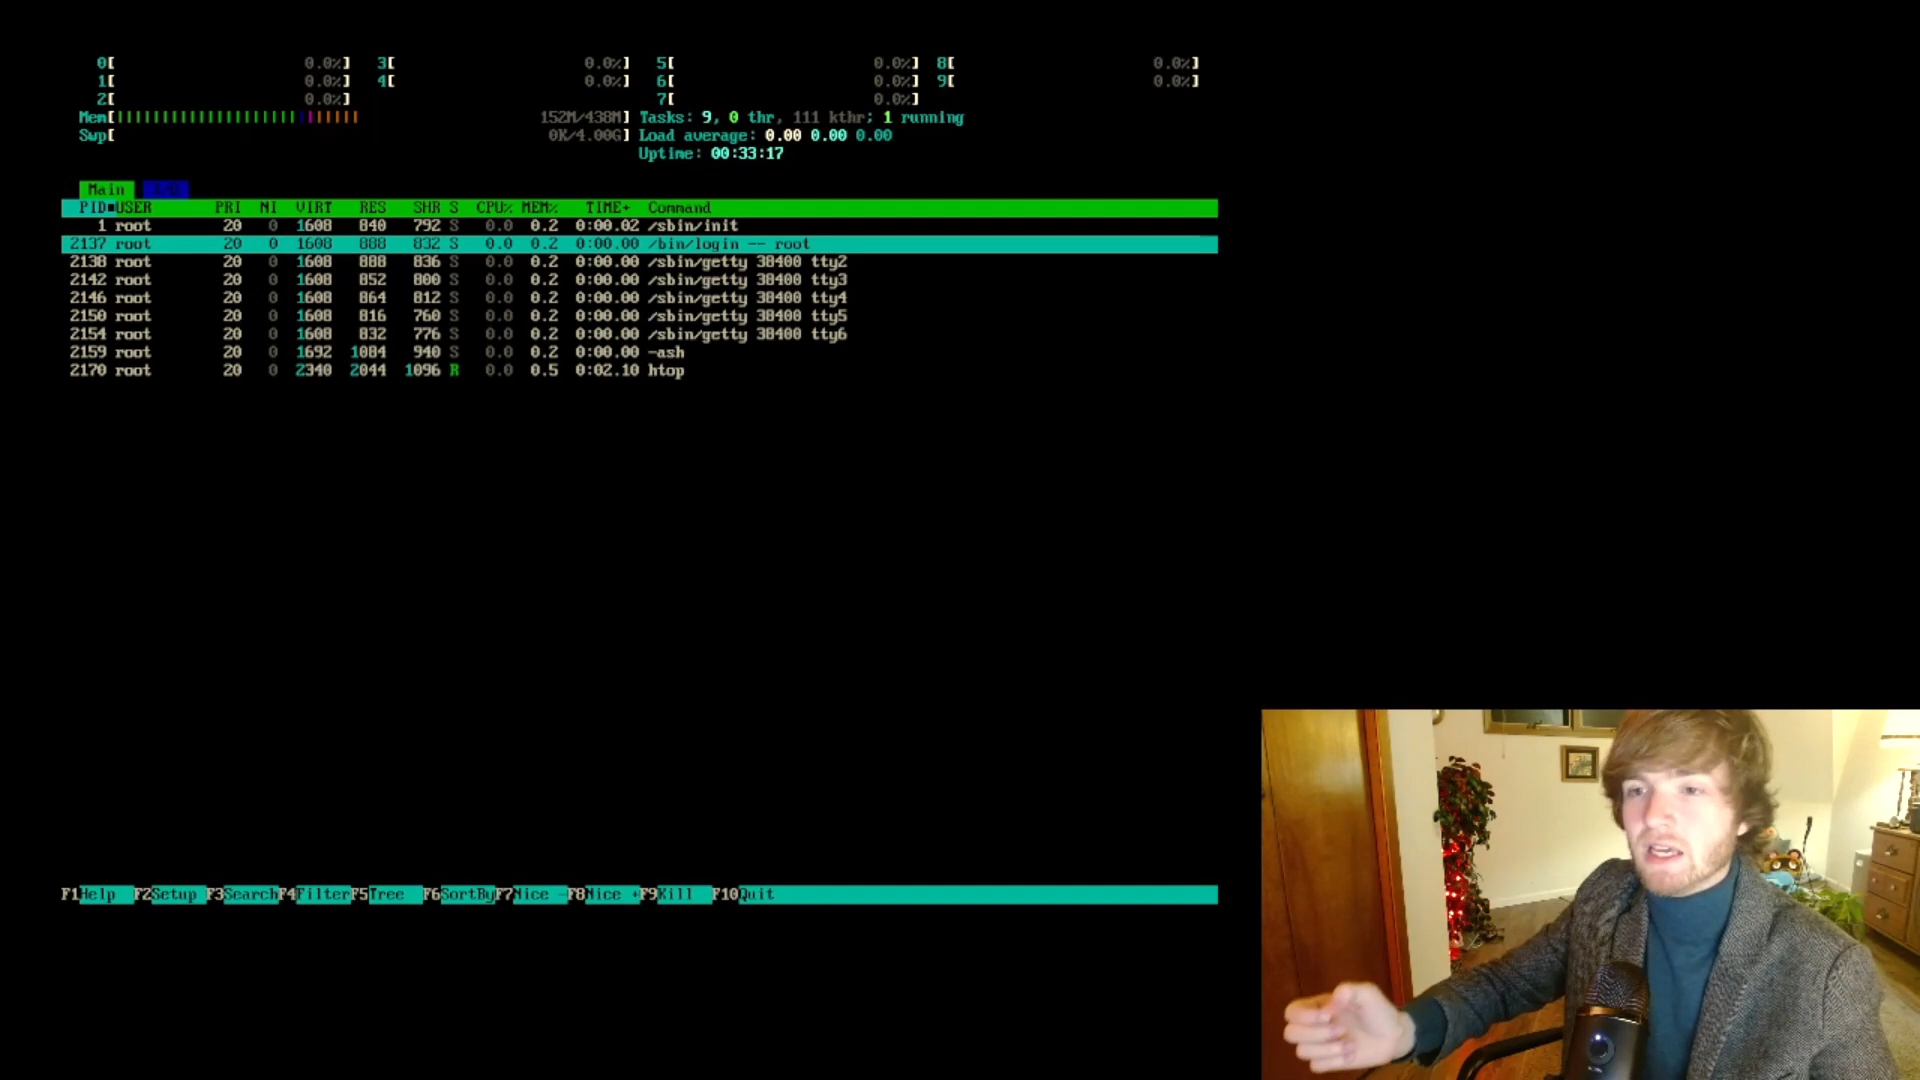 0[ 0.0%] 3[ 0.0%] 5[ 0.0%] 8[ 0.0%]
1[ 0.0%] 4[ 0.0%] 6[ 0.0%] 9[ 0.0%]
2[ 0.0%] 7[ 0.0%]
Mem[|||||||||||||||||||||||||||152M/438M] Tasks: 9, 0 thr, 111 kthr; 1 running
Swp[ 0K/4.00G] Load average: 0.00 0.00 0.00
Uptime: 00:33:17
Main I/O
PID USER PRI NI VIRT RES SHR S CPU% MEM% TIME+ Command
1 root 20 0 1608 840 792 S 0.0 0.2 0:00.02 /sbin/init
2137 root 20 0 1608 888 832 S 0.0 0.2 0:00.00 /bin/login -- root
2138 root 20 0 1608 888 836 S 0.0 0.2 0:00.00 /sbin/getty 38400 tty2
2142 root 20 0 1608 852 800 S 0.0 0.2 0:00.00 /sbin/getty 38400 tty3
2146 root 20 0 1608 864 812 S 0.0 0.2 0:00.00 /sbin/getty 38400 tty4
2150 root 20 0 1608 816 760 S 0.0 0.2 0:00.00 /sbin/getty 38400 tty5
2154 root 20 0 1608 832 776 S 0.0 0.2 0:00.00 /sbin/getty 38400 tty6
2159 root 20 0 1692 1084 940 S 0.0 0.2 0:00.00 -ash
2170 root 20 0 2340 2044 1096 R 0.0 0.5 0:02.10 htop
F1Help F2Setup F3SearchF4FilterF5Tree F6SortByF7Nice -F8Nice +F9Kill F10Quit